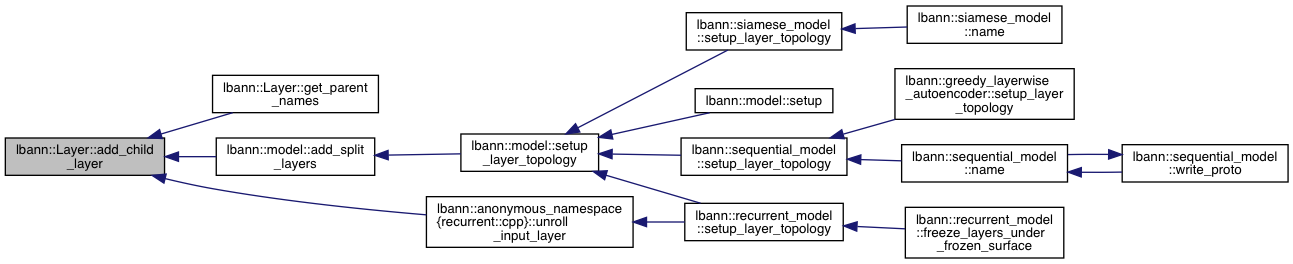 lbann::Layer::add_child
_layer
lbann::Layer::get_parent
_names
lbann::model::add_split
_layers
lbann::anonymous_namespace
{recurrent::cpp}::unroll
_input_layer
lbann::model::setup
_layer_topology
lbann::siamese_model
::setup_layer_topology
lbann::model::setup
lbann::sequential_model
::setup_layer_topology
lbann::recurrent_model
::setup_layer_topology
lbann::siamese_model
::name
lbann::greedy_layerwise
_autoencoder::setup_layer
_topology
lbann::sequential_model
::name
lbann::recurrent_model
::freeze_layers_under
_frozen_surface
lbann::sequential_model
::write_proto